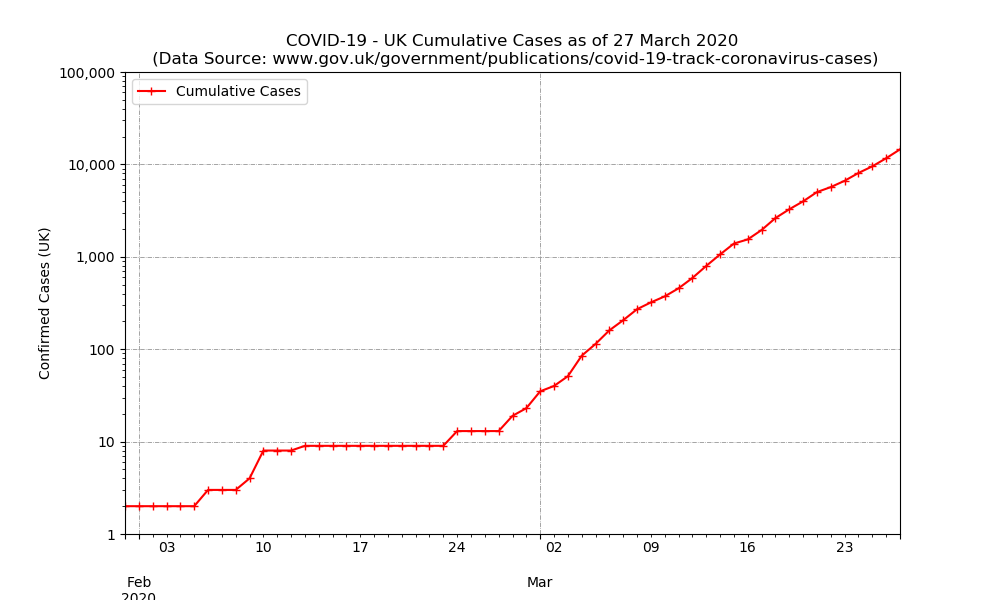 COVID-19 - UK Cumulative Cases as of 27 March 2020
(Data Source: www.gov.uk/government/publications/covid-19-track-coronavirus-cases)
Cumulative Cases
Confirmed Cases (UK)
100,000
10,000
1,000
100
10
1
03 10 17 24 02 09 16 23
Feb Mar
2020